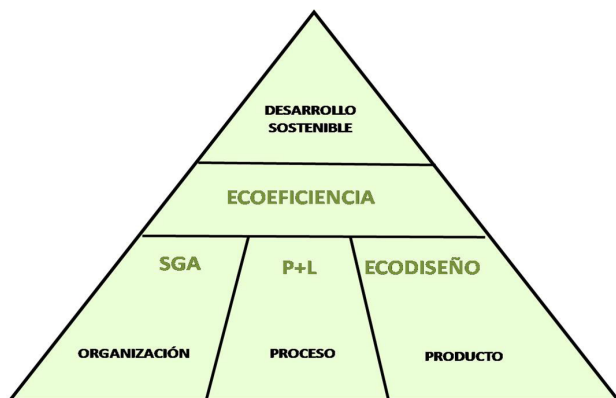 DESARROLLO
SOSTENIBLE
ECOEFICIENCIA
SGA
P+L
ECODISEÑO
ORGANIZACIÓN
PROCESO
PRODUCTO